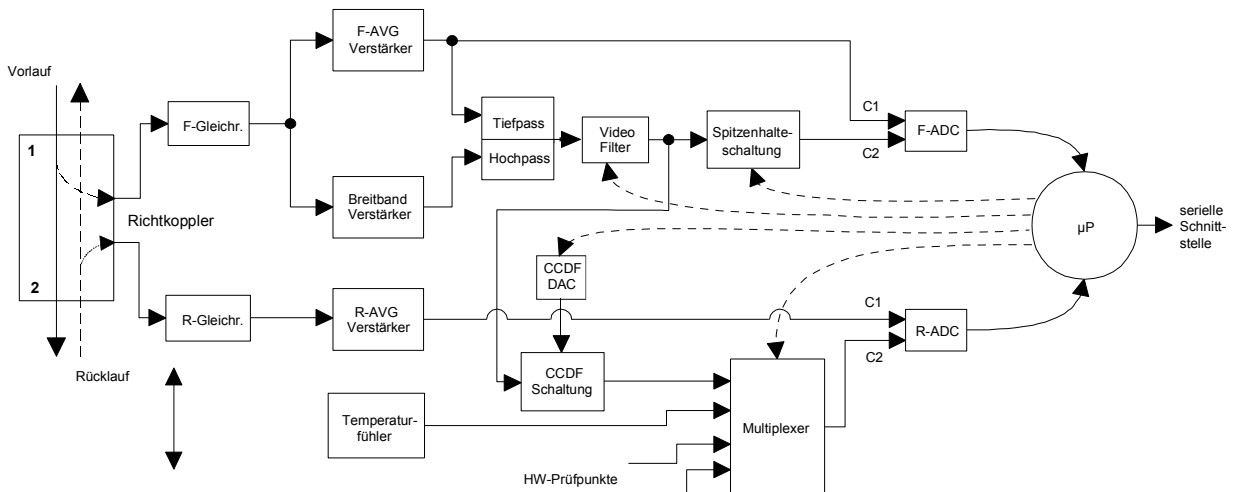 F-AVG
Verstärker
Vorlauf
F-Gleichr.
Tiefpass
Hochpass
Video
Filter
Spitzenhalte-
schaltung
C1
C2
F-ADC
1
2
Richtkoppler
Breitband
Verstärker
µP
serielle
Schnitt-
stelle
CCDF
DAC
R-Gleichr.
R-AVG
Verstärker
C1
C2
R-ADC
Rücklauf
CCDF
Schaltung
Temperatur-
fühler
Multiplexer
HW-Prüfpunkte